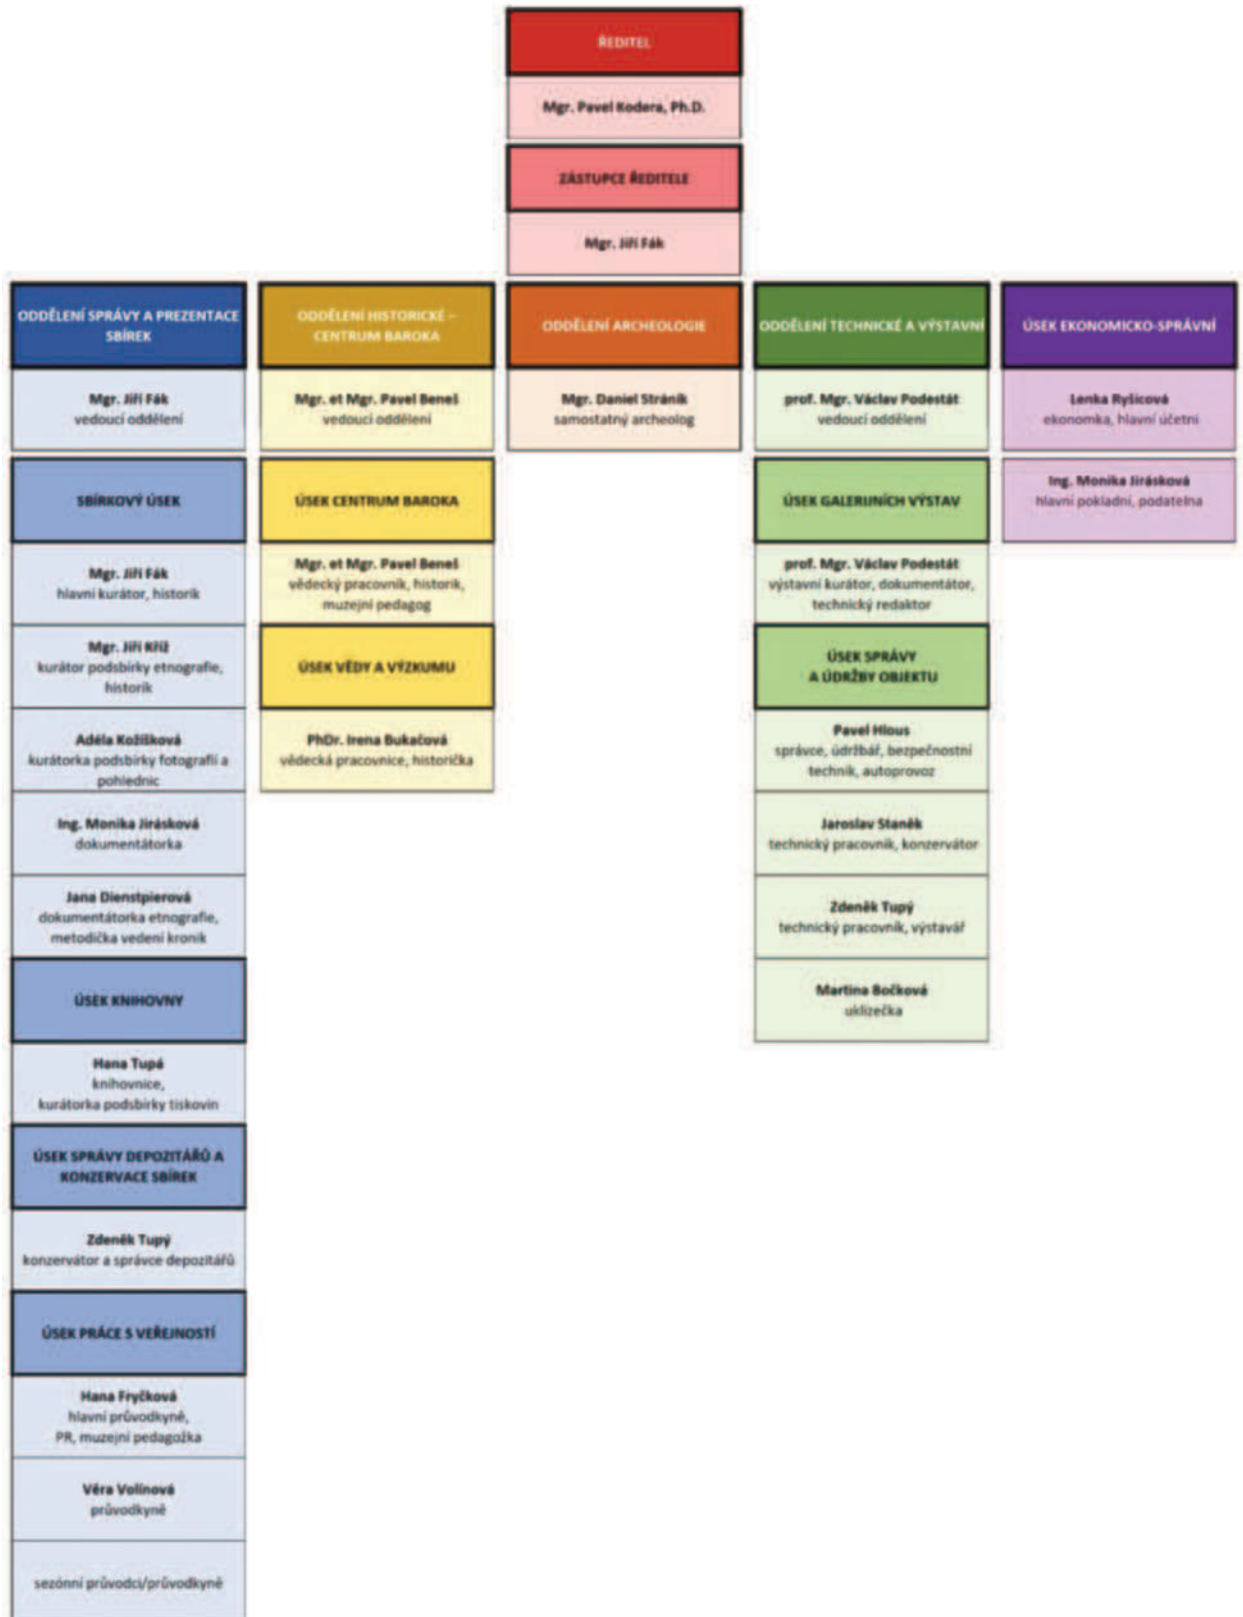 ŘEDITEL
Mgr. Pavel Kodera, Ph.D.
ZÁSTUPCE ŘEDITELE
Mgr. Jiří Fák
ODDĚLENÍ SPRÁVY A PREZENTACE
SBÍREK
Mgr. Jiří Fák
vedoucí oddělení
SBÍRKOVÝ ÚSEK
Mgr. Jiří Fák
hlavní kurátor, historik
Mgr. Jiří Kříž
kurátor podsbírky etnografie,
historik
Adéla Kožíšková
kurátorka podsbírky fotografií a
pohlednic
Ing. Monika Jirásková
dokumentátorka
Jana Dienstpierová
dokumentátorka etnografie,
metodička vedení kronik
ÚSEK KNIHOVNY
Hana Tupá
knihovnice,
kurátorka podsbírky tiskovin
ÚSEK SPRÁVY DEPOZITÁŘŮ A
KONZERVACE SBÍREK
Zdeněk Tupý
konzervátor a správce depozitářů
ÚSEK PRÁCE S VEŘEJNOSTÍ
Hana Fryčková
hlavní průvodkyně,
PR, muzejní pedagožka
Věra Volínová
průvodkyně
sezónní průvodci/průvodkyně
ODDĚLENÍ HISTORICKÉ –
CENTRUM BAROKA
Mgr. et Mgr. Pavel Beneš
vedoucí oddělení
ÚSEK CENTRUM BAROKA
Mgr. et Mgr. Pavel Beneš
vědecký pracovník, historik,
muzejní pedagog
ÚSEK VĚDY A VÝZKUMU
PhDr. Irena Bukačová
vědecká pracovnice, historička
ODDĚLENÍ ARCHEOLOGIE
Mgr. Daniel Stráník
samostatný archeolog
ODDĚLENÍ TECHNICKÉ A VÝSTAVNÍ
prof. Mgr. Václav Podestát
vedoucí oddělení
ÚSEK GALERIJNÍCH VÝSTAV
prof. Mgr. Václav Podestát
výstavní kurátor, dokumentátor,
technický redaktor
ÚSEK SPRÁVY
A ÚDRŽBY OBJEKTU
Pavel Hlous
správce, údržbář, bezpečnostní
technik, autoprovoz
Jaroslav Staněk
technický pracovník, konzervátor
Zdeněk Tupý
technický pracovník, výstavář
Martina Bočková
uklízečka
ÚSEK EKONOMICKO-SPRÁVNÍ
Lenka Ryšicová
ekonomka, hlavní účetní
Ing. Monika Jirásková
hlavní pokladní, podatelna